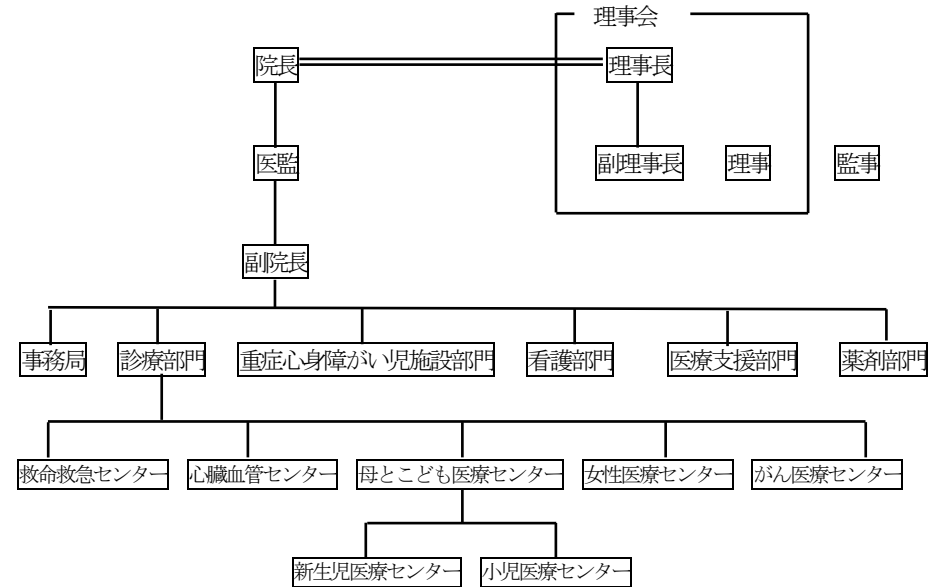 理事会
院長
理事長
医監
副理事長
理事
監事
副院長
事務局
診療部門
重症心身障がい児施設部門
看護部門
医療支援部門
薬剤部門
救命救急センター
心臓血管センター
母とこども医療センター
女性医療センター
がん医療センター
新生児医療センター
小児医療センター